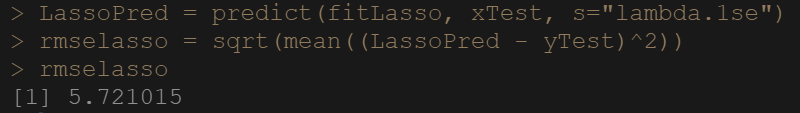 > LassoPred = predict(fitLasso, xTest, s="lambda.1se")
> rmselasso = sqrt(mean((LassoPred - yTest)^2))
> rmselasso
[1] 5.721015